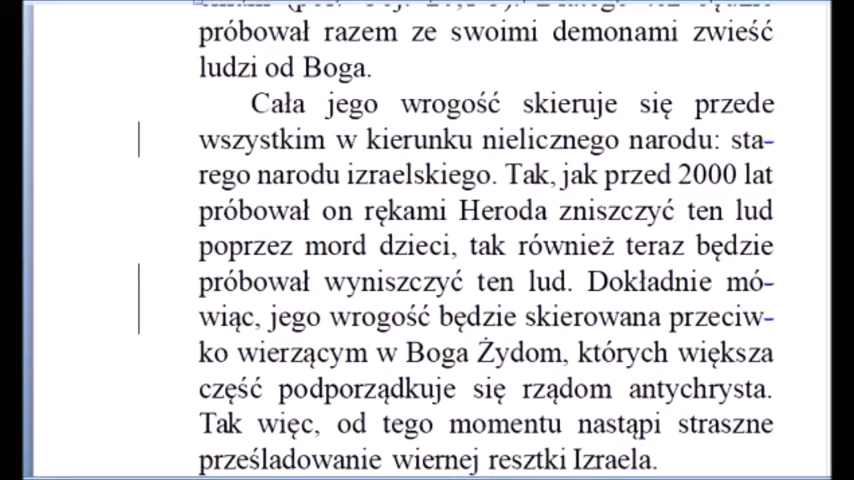 próbował razem ze swoimi demonami zwieść
ludzi od Boga.
Cała jego wrogość skieruje się przede
wszystkim w kierunku nielicznego narodu: sta-
rego narodu izraelskiego. Tak, jak przed 2000 lat
próbował on rękami Heroda zniszczyć ten lud
poprzez mord dzieci, tak również teraz będzie
próbował wyniszczyć ten lud. Dokładnie mó-
wiąc, jego wrogość będzie skierowana przeciw-
ko wierzącym w Boga Żydom, których większa
część podporządkuje się rządom antychrysta.
Tak więc, od tego momentu nastąpi straszne
prześladowanie wiernej resztki Izraela.